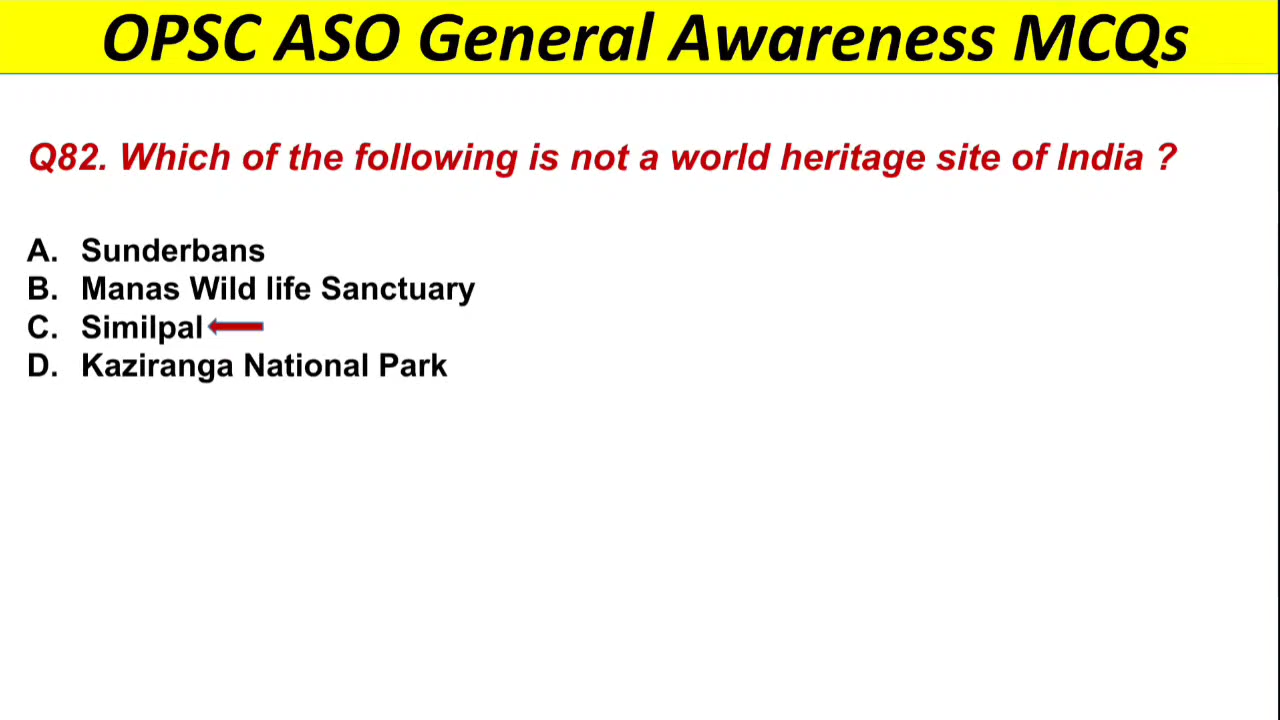 OPSC ASO General Awareness MCQs
Q82. Which of the following is not a world heritage site of India ?
A. Sunderbans
B. Manas Wild life Sanctuary
C. Similpal
D. Kaziranga National Park